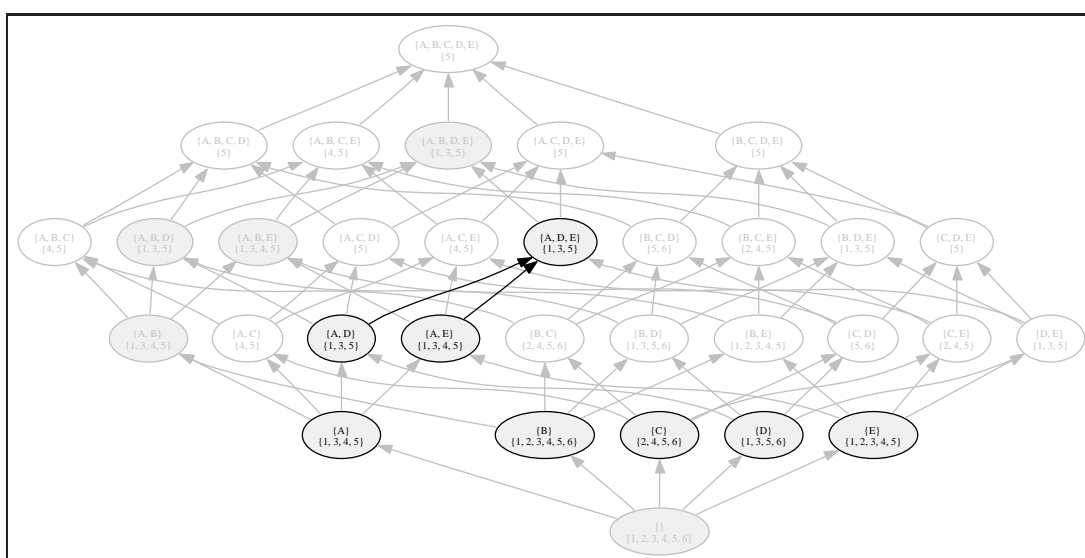 {A, B, C, D, E}
{5}
{A, B, C, D}
{5}
{A, B, C, E}
{4, 5}
{A, B, D, E}
{1, 3, 5}
{A, C, D, E}
{5}
{B, C, D, E}
{5}
{A, B, C}
{4, 5}
{A, B, D}
{1, 3, 5}
{A, B, E}
{1, 3, 4, 5}
{A, C, D}
{5}
{A, C, E}
{4, 5}
{A, D, E}
{1, 3, 5}
{B, C, D}
{5, 6}
{B, C, E}
{2, 4, 5}
{B, D, E}
{1, 3, 5}
{C, D, E}
{5}
{A, B}
{1, 3, 4, 5}
{A, C}
{4, 5}
{A, D}
{1, 3, 5}
{A, E}
{1, 3, 4, 5}
{B, C}
{2, 4, 5, 6}
{B, D}
{1, 3, 5, 6}
{B, E}
{1, 2, 3, 4, 5}
{C, D}
{5, 6}
{C, E}
{2, 4, 5}
{D, E}
{1, 3, 5}
{A}
{1, 3, 4, 5}
{B}
{1, 2, 3, 4, 5, 6}
{C}
{2, 4, 5, 6}
{D}
{1, 3, 5, 6}
{E}
{1, 2, 3, 4, 5}
{}
{1, 2, 3, 4, 5, 6}